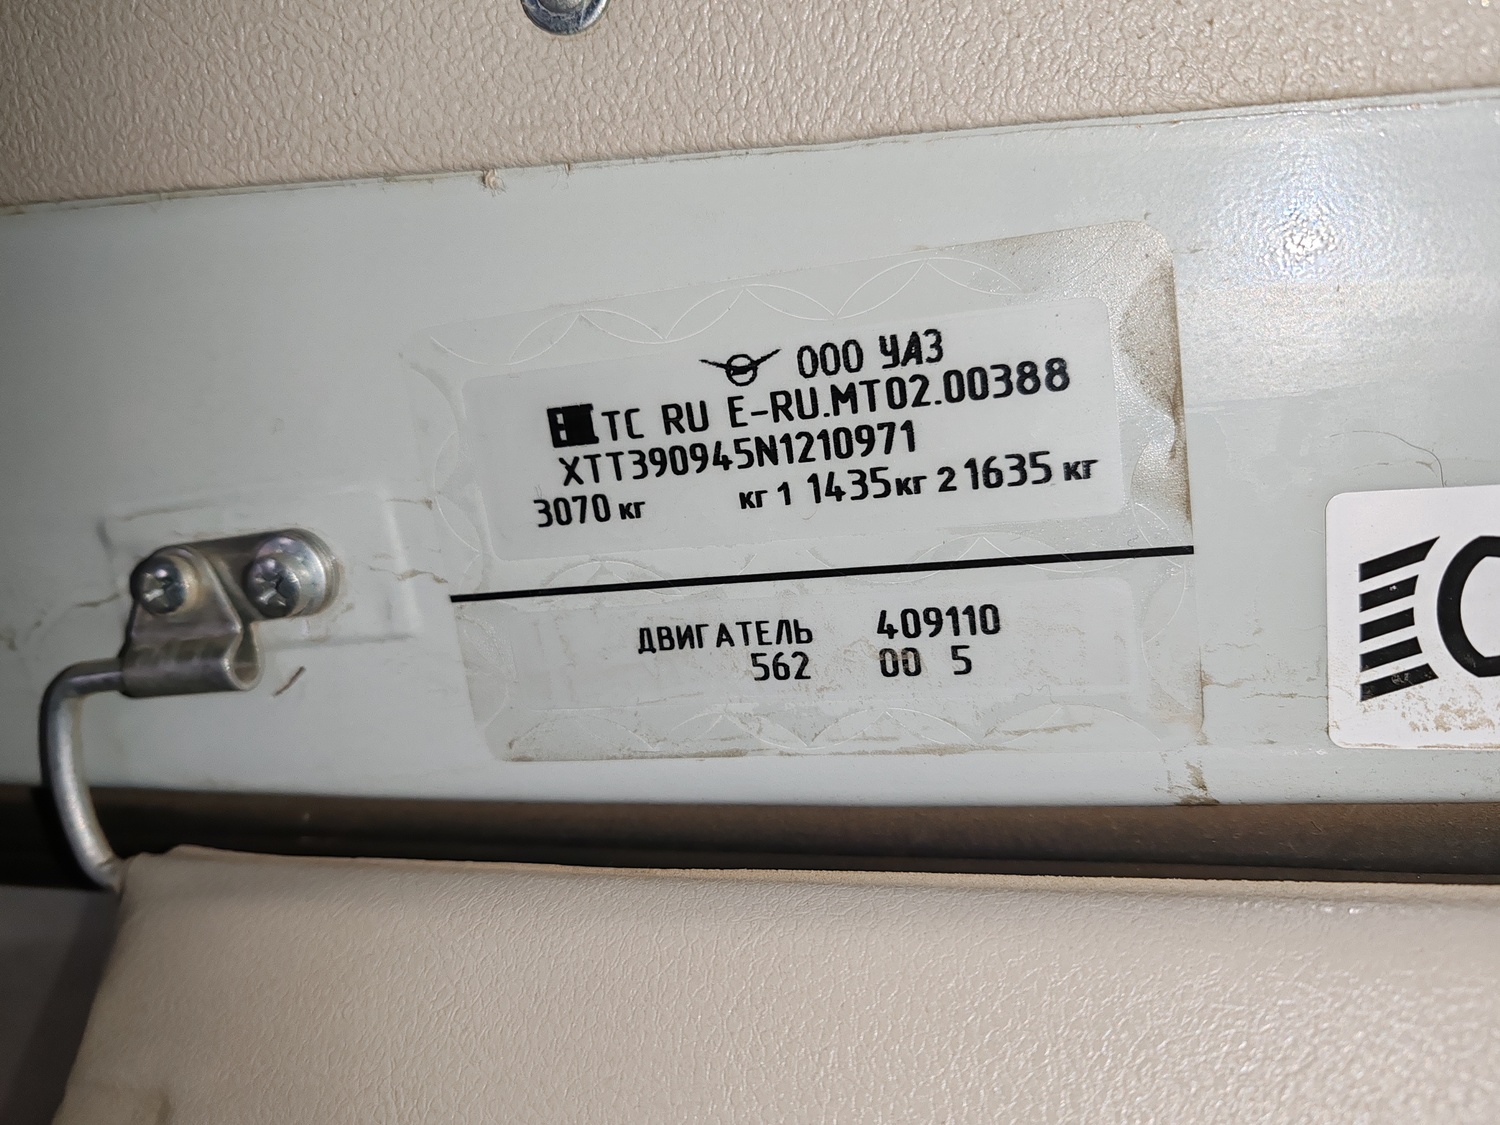 ООО УАЗ
ТС RU E-RU.MT02.00388
XTT390945N1210971
3070 кг кг 1 1435 кг 2 1635 кг
ДВИГАТЕЛЬ 409110
562 00 5